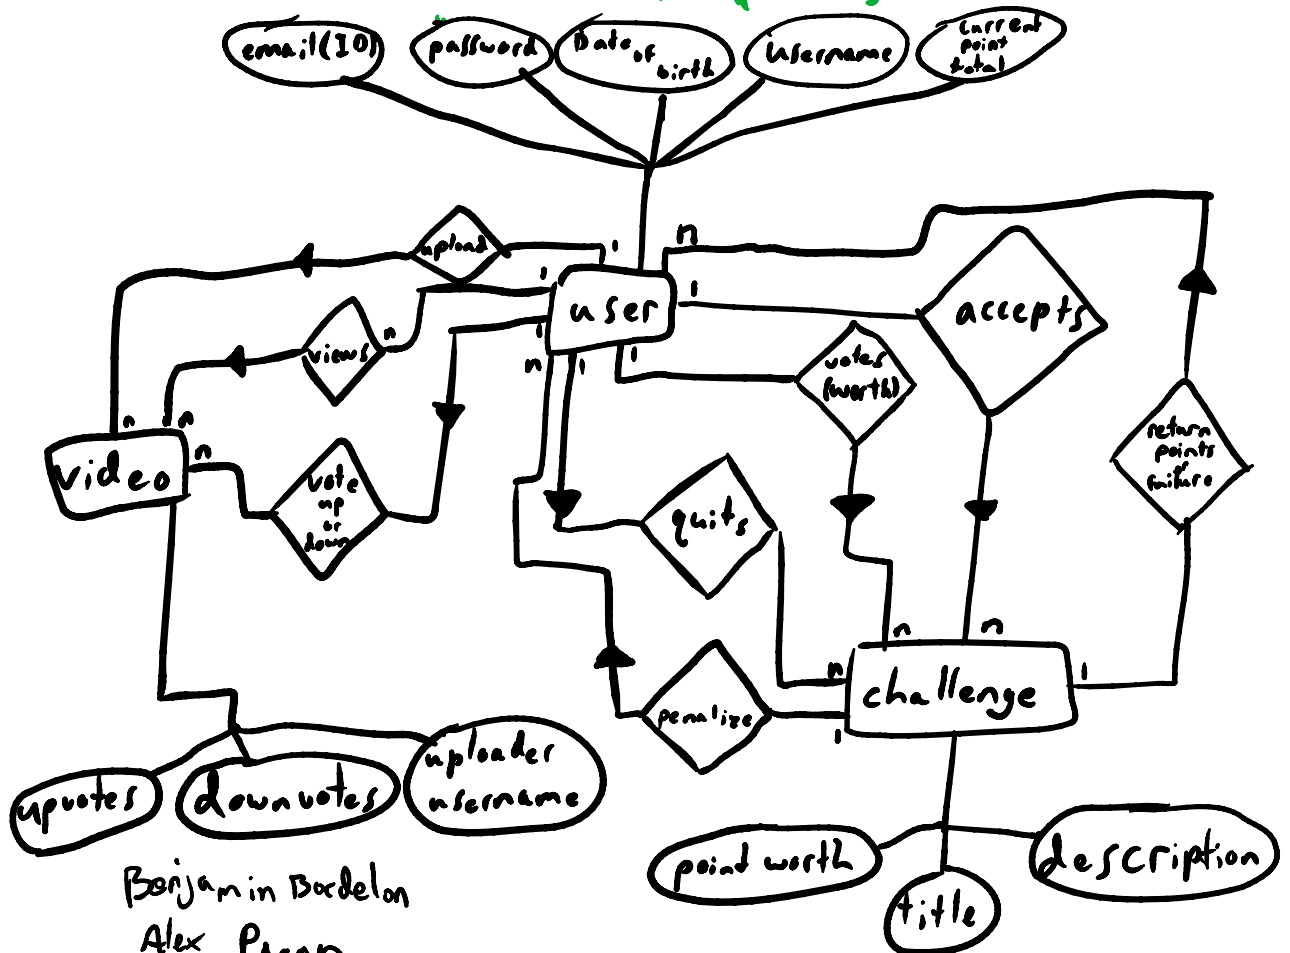 email(ID)
password
Date of birth
username
current
point
total
upload
1
n
1
user
1
accepts
views
n
1
n
1
1
votes
(worth)
n
n
n
video
vote
up
or
down
quits
return
points
of
failure
n
n
n
challenge
1
penalize
1
upvotes
downvotes
uploader
username
point worth
description
title
Benjamin Bordelon
Alex